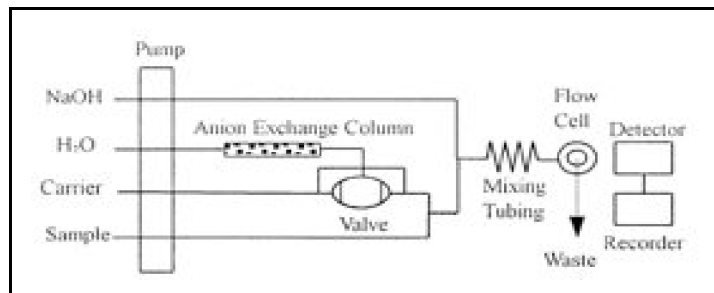 Pump
NaOH
Flow
Cell
Anion Exchange Column
Detector
H₂O
Carrier
Mixing
Tubing
Valve
Sample
Recorder
Waste